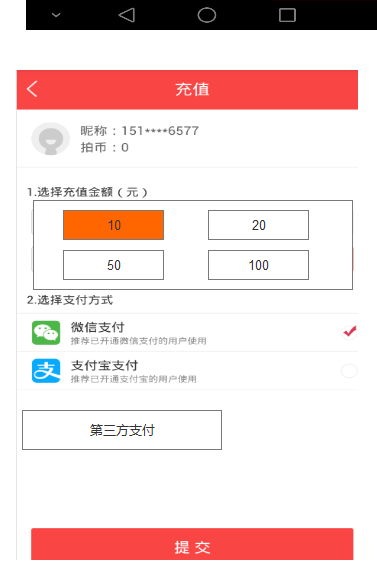 充值
昵称：151****6577
拍币：0
1.选择充值金额（元）
10 20
50 100
2.选择支付方式
微信支付
推荐已开通微信支付的用户使用
支付宝支付
推荐已开通支付宝的用户使用
第三方支付
提交